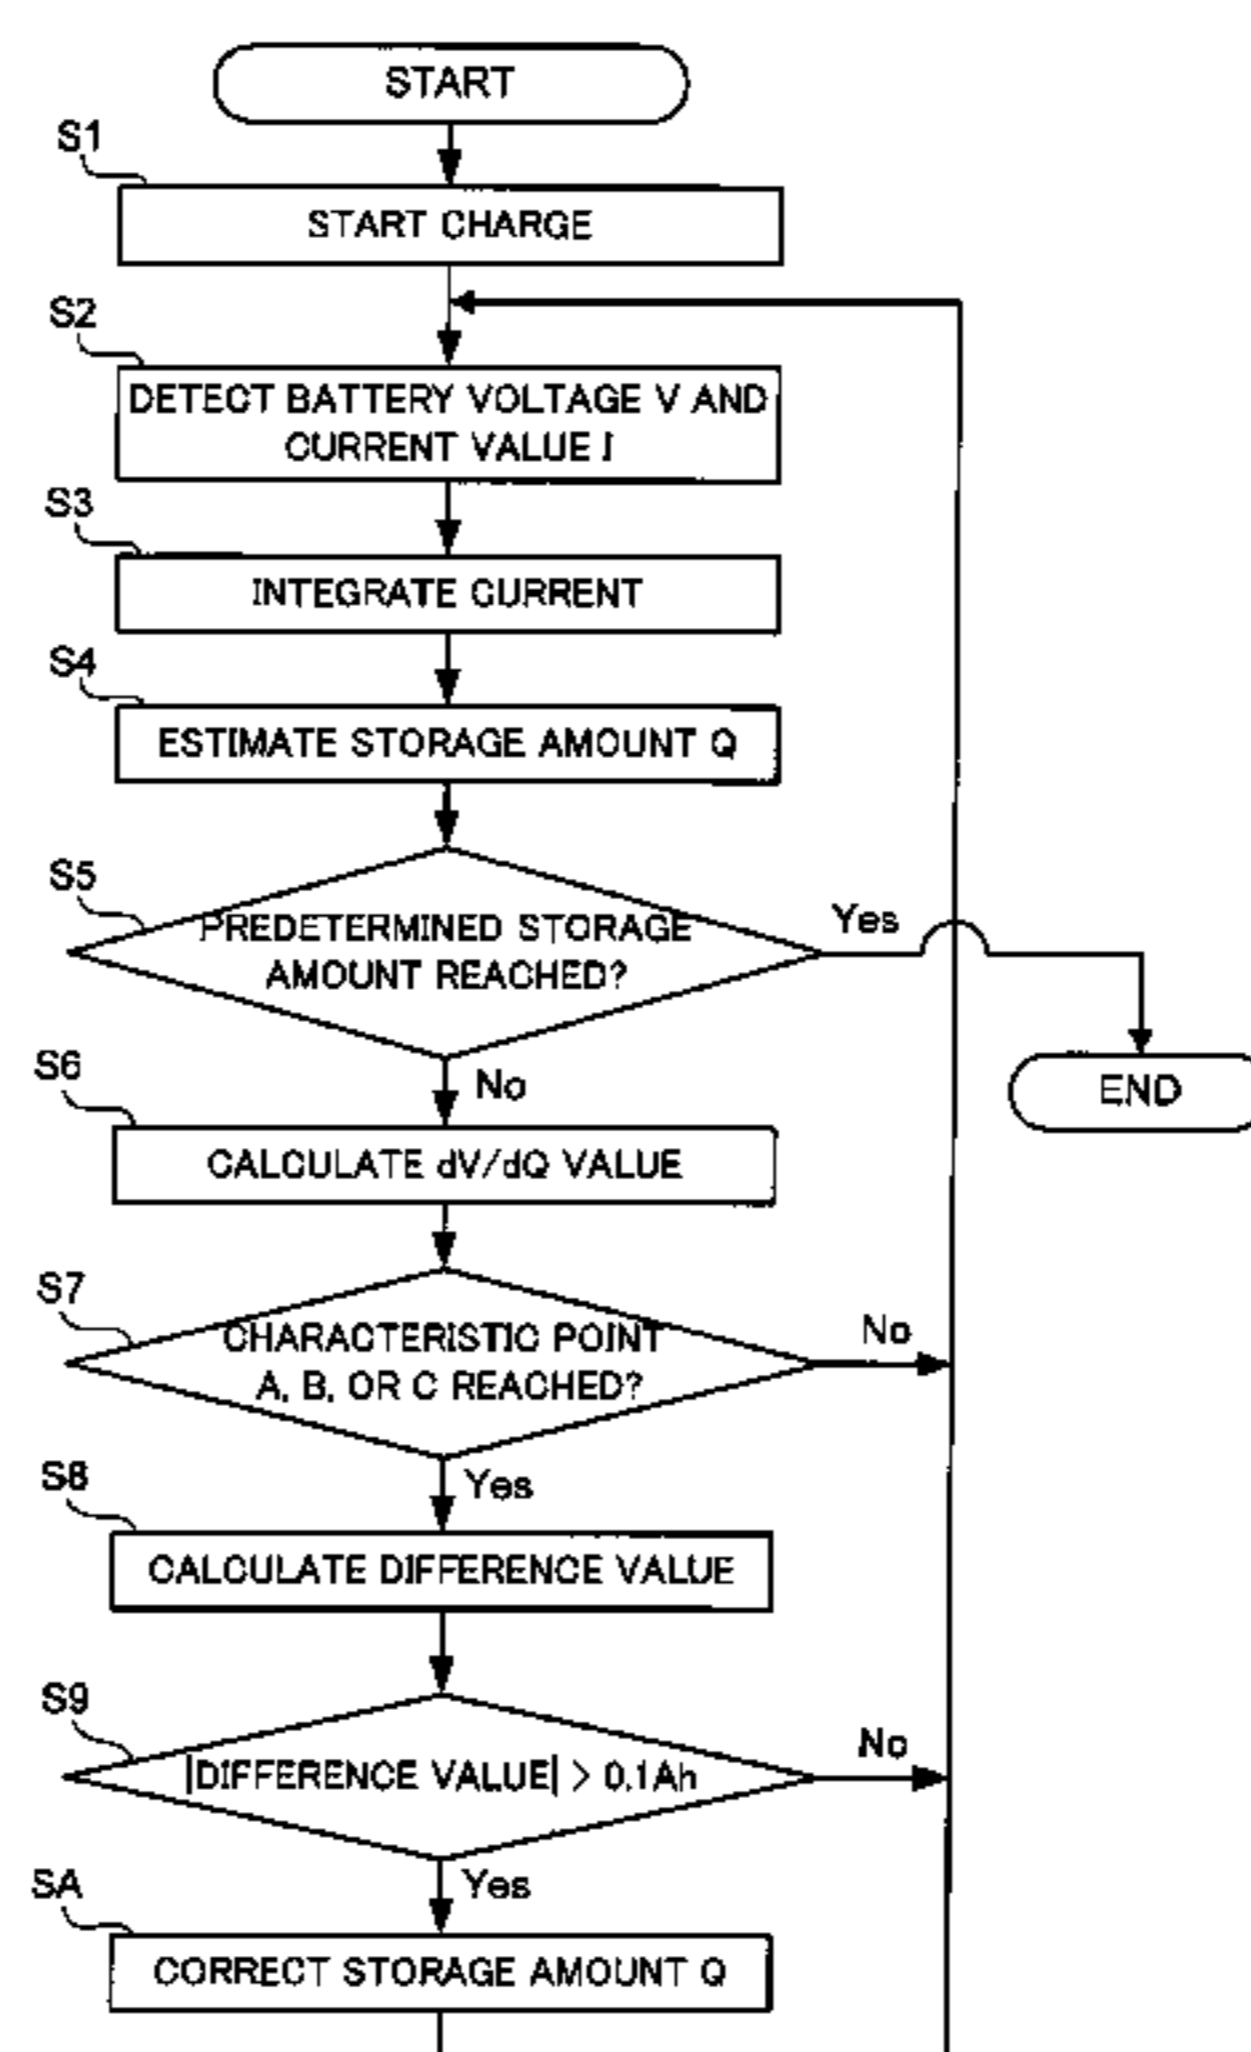 START
S1
START CHARGE
S2
DETECT BATTERY VOLTAGE V AND
CURRENT VALUE I
S3
INTEGRATE CURRENT
S4
ESTIMATE STORAGE AMOUNT Q
S5
PREDETERMINED STORAGE
AMOUNT REACHED?
Yes
No
END
S6
CALCULATE dV/dQ VALUE
S7
CHARACTERISTIC POINT
A, B, OR C REACHED?
No
Yes
S8
CALCULATE DIFFERENCE VALUE
S9
|DIFFERENCE VALUE| > 0.1Ah
No
Yes
SA
CORRECT STORAGE AMOUNT Q